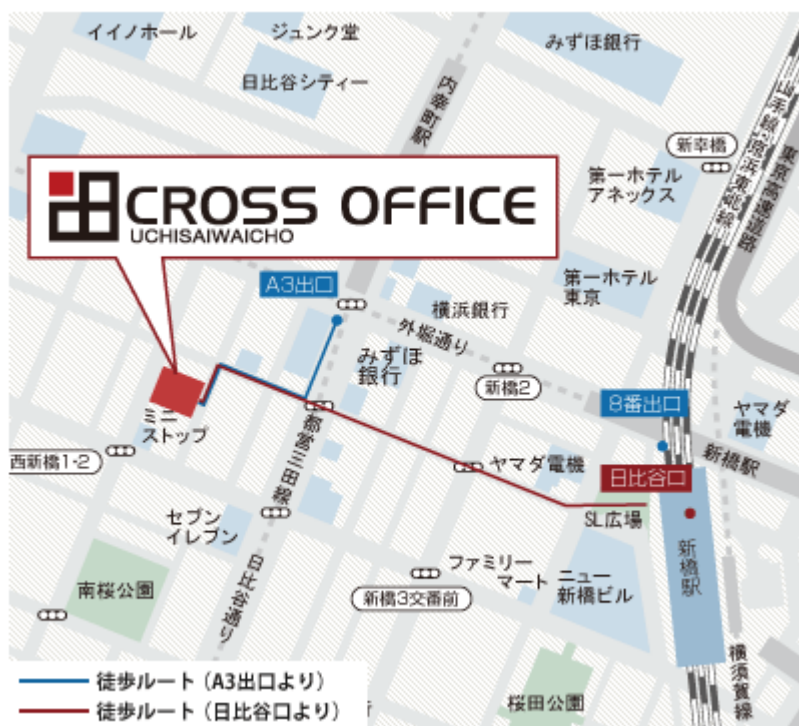 イイノホール
ジュンク堂
みずほ銀行
日比谷シティー
内幸町駅
山手線・京浜東北線
東京高速道路
新幸橋
第一ホテル
アネックス
CROSS OFFICE
UCHISAIWAICHO
A3出口
第一ホテル
東京
横浜銀行
外堀通り
みずほ
銀行
新橋2
8番出口
ヤマダ
電機
ミニ
ストップ
都営三田線
西新橋1-2
ヤマダ電機
新橋駅
日比谷口
SL広場
セブン
イレブン
日比谷通り
ファミリー
マート
ニュー
新橋ビル
新橋駅
南桜公園
新橋3交番前
横須賀線
桜田公園
徒歩ルート（A3出口より）
徒歩ルート（日比谷口より）